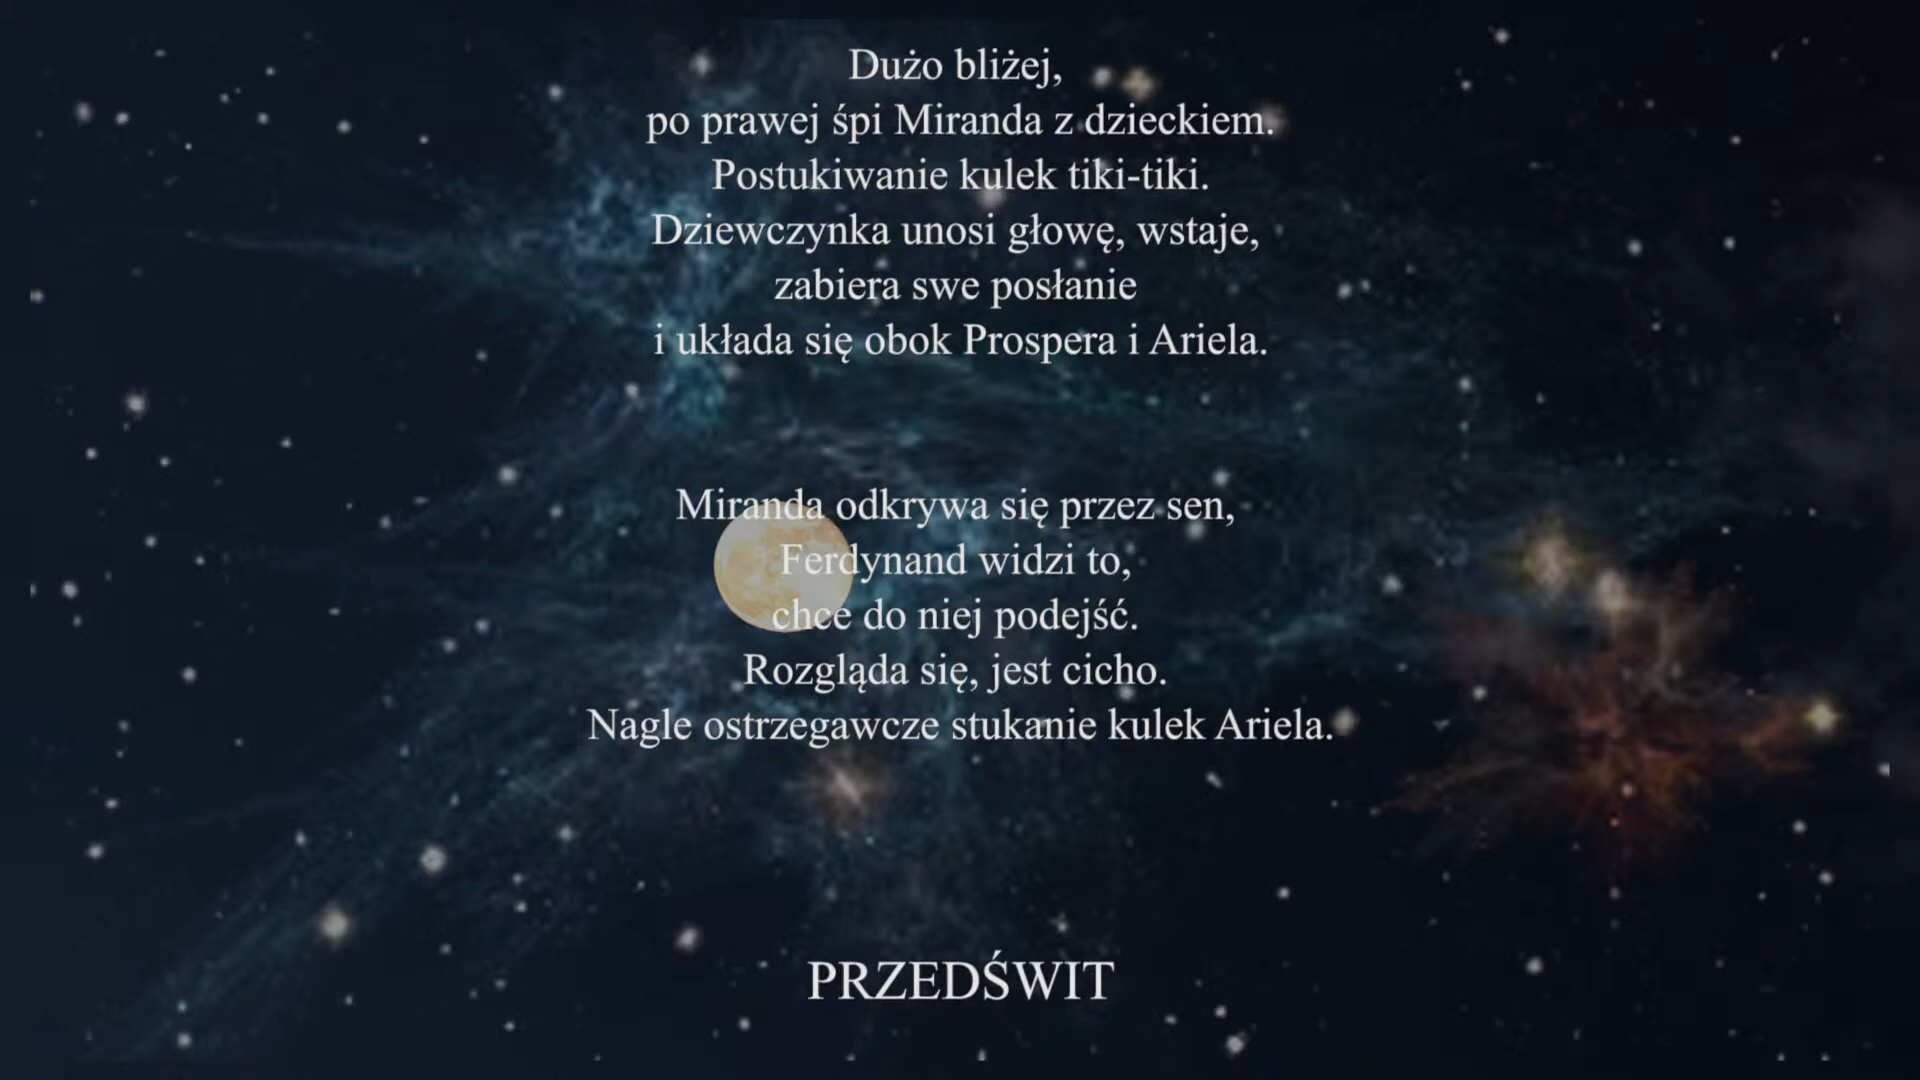 Dużo bliżej,
po prawej śpi Miranda z dzieckiem.
Postukiwanie kulek tiki-tiki.
Dziewczynka unosi głowę, wstaje,
zabiera swe posłanie
i układa się obok Prospera i Ariela.
Miranda odkrywa się przez sen,
Ferdynand widzi to,
chce do niej podejść.
Rozgląda się, jest cicho.
Nagle ostrzegawcze stukanie kulek Ariela.
PRZEDŚWIT